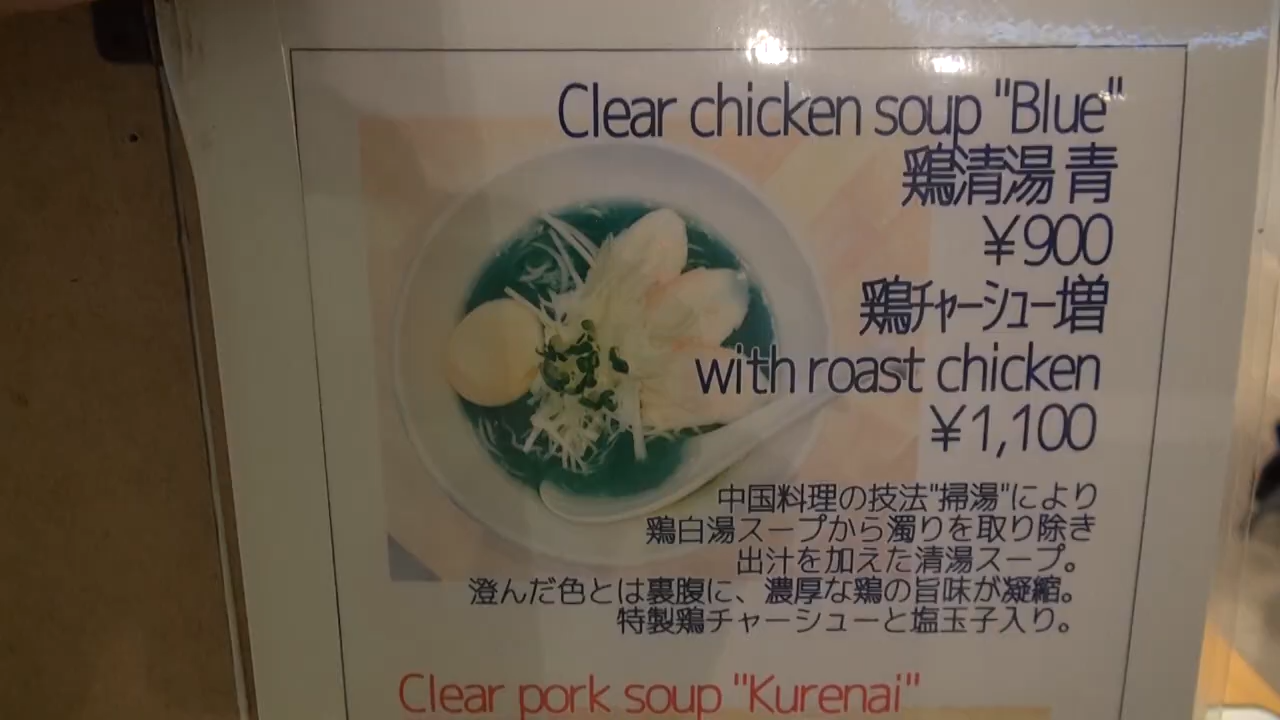 Clear chicken soup "Blue"
鶏清湯 青
￥900
鶏チャーシュー増
with roast chicken
￥1,100
中国料理の技法"掃湯"により
鶏白湯スープから濁りを取り除き
出汁を加えた清湯スープ。
澄んだ色とは裏腹に、濃厚な鶏の旨味が凝縮。
特製鶏チャーシューと塩玉子入り。
Clear pork soup "Kurenai"